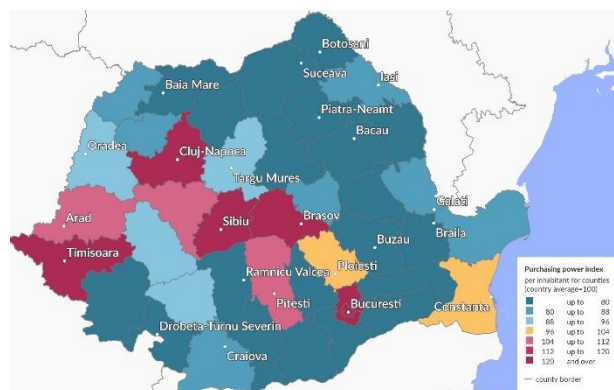 Botosani
Suceava
Iasi
Baia Mare
Piatra-Neamt
Bacau
Oradea
Cluj-Napoca
Targu Mures
Arad
Sibiu
Brasov
Galati
Timisoara
Braila
Buzau
Ramnicu Valcea
Ploiesti
Pitesti
Bucuresti
Constanta
Drobeta-Turnu Severin
Craiova
Purchasing power index
per inhabitant for counties
(country average=100)
up to 80
80 up to 88
88 up to 96
96 up to 104
104 up to 112
112 up to 120
120 and over
county border